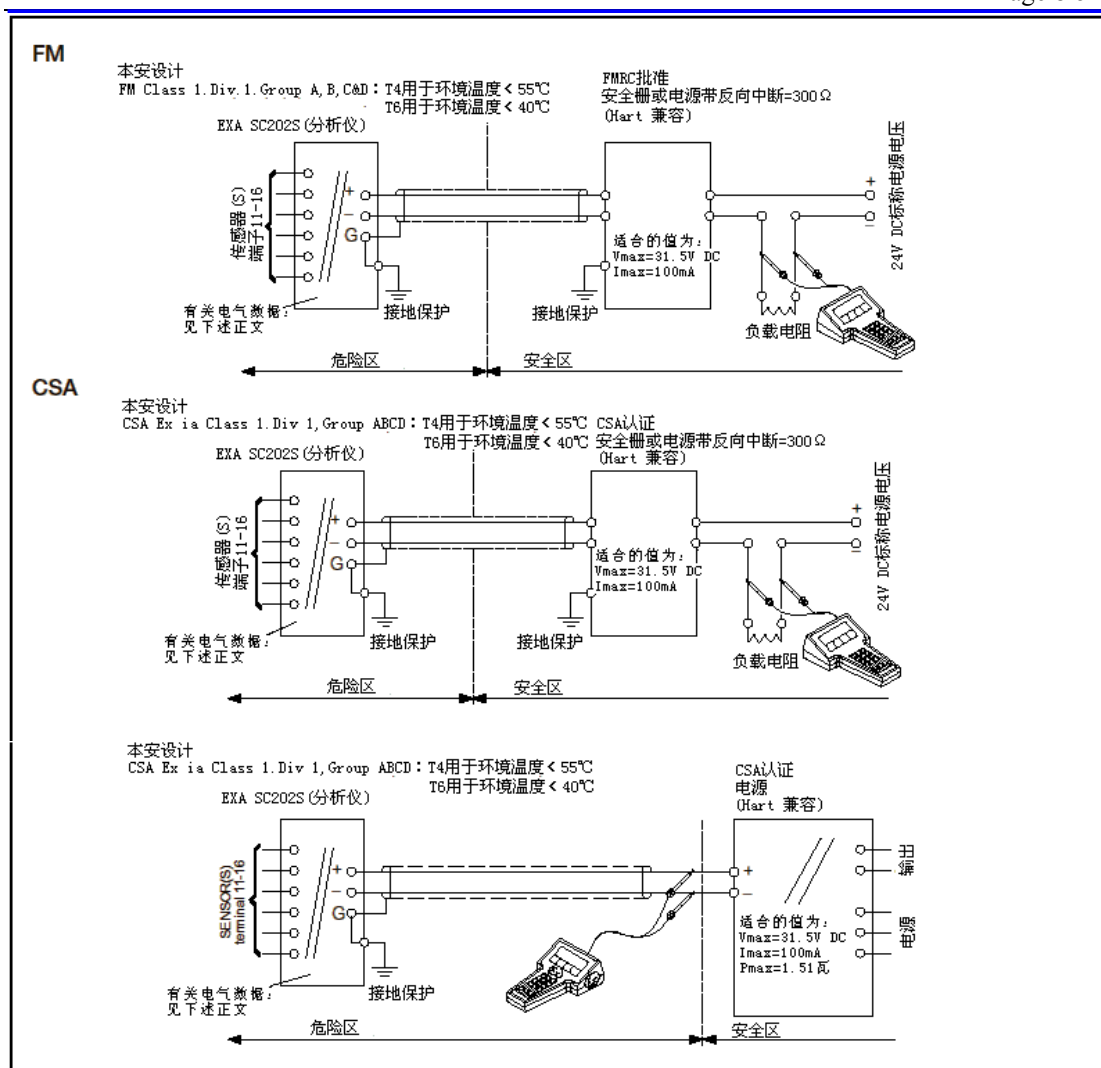 FM
本安设计
FM Class 1.Div.1.Group A,B,C&D：T4用于环境温度＜55℃
T6用于环境温度＜40℃
FMRC批准
安全栅或电源带反向中断=300Ω
(Hart 兼容)
EXA SC202S(分析仪)
传感器(S)
端子11-16
+
−
G
适合的值为：
Vmax=31.5V DC
Imax=100mA
+
−
24V DC标称电源电压
有关电气数据：
见下述正文
接地保护
接地保护
负载电阻
危险区
安全区
CSA
本安设计
CSA Ex ia Class 1.Div 1,Group ABCD：T4用于环境温度＜55℃
T6用于环境温度＜40℃
CSA认证
安全栅或电源带反向中断=300Ω
(Hart 兼容)
EXA SC202S(分析仪)
传感器(S)
端子11-16
+
−
G
适合的值为：
Vmax=31.5V DC
Imax=100mA
+
−
24V DC标称电源电压
有关电气数据：
见下述正文
接地保护
接地保护
负载电阻
危险区
安全区
本安设计
CSA Ex ia Class 1.Div 1,Group ABCD：T4用于环境温度＜55℃
T6用于环境温度＜40℃
CSA认证
电源
(Hart 兼容)
EXA SC202S(分析仪)
SENSOR(S)
terminal 11-16
+
−
G
+
−
输出
适合的值为：
Vmax=31.5V DC
Imax=100mA
Pmax=1.51瓦
电源
有关电气数据：
见下述正文
接地保护
危险区
安全区